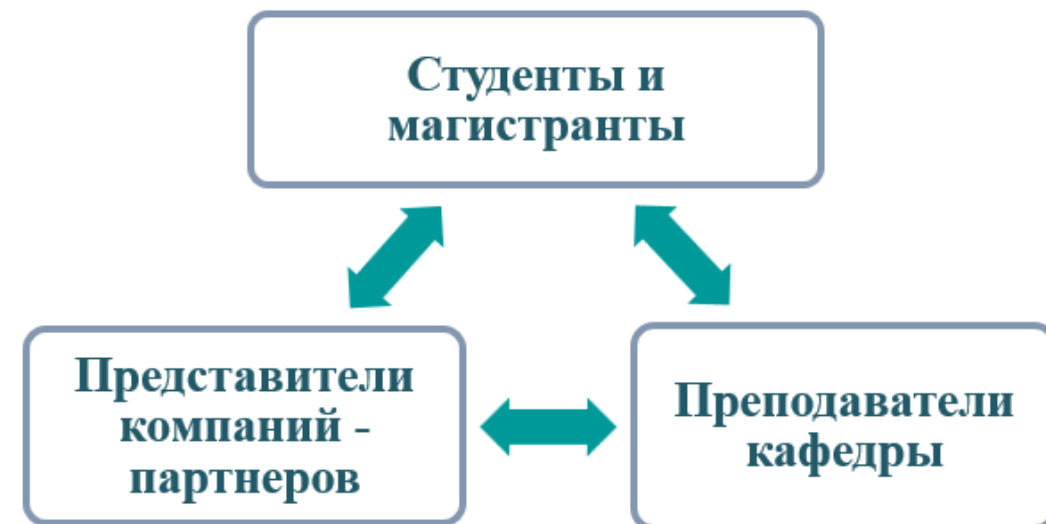 Студенты и
магистранты
Представители
компаний -
партнеров
Преподаватели
кафедры